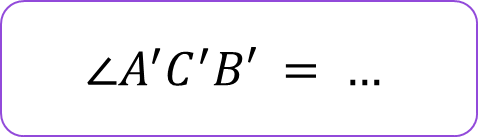 ∠A′C′B′ = ...